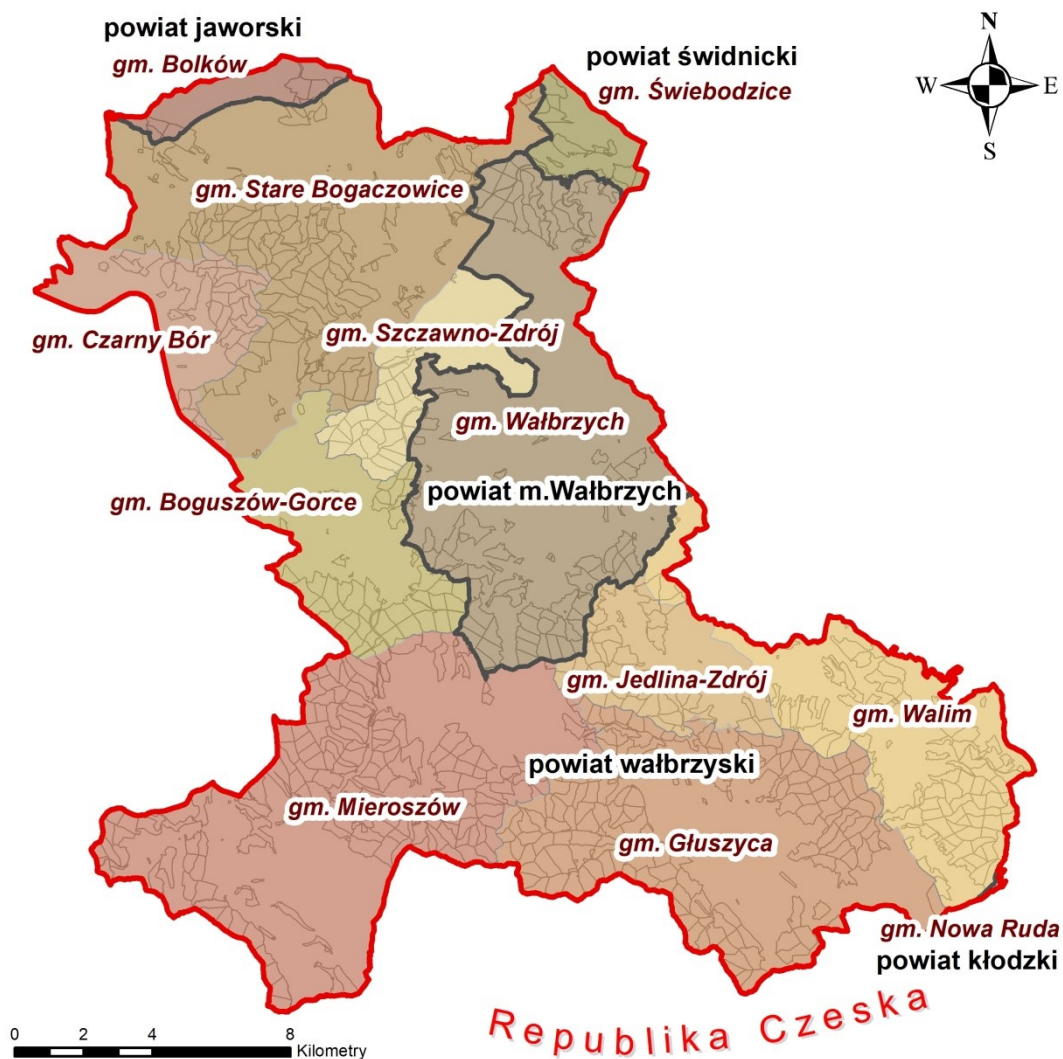 powiat jaworski
gm. Bolków
powiat świdnicki
gm. Świebodzice
N
W
E
S
gm. Stare Bogaczowice
gm. Czarny Bór
gm. Szczawno-Zdrój
gm. Wałbrzych
powiat m.Wałbrzych
gm. Boguszów-Gorce
gm. Jedlina-Zdrój
gm. Walim
powiat wałbrzyski
gm. Mieroszów
gm. Głuszyca
gm. Nowa Ruda
powiat kłodzki
Republika Czeska
0 2 4 8
Kilometry